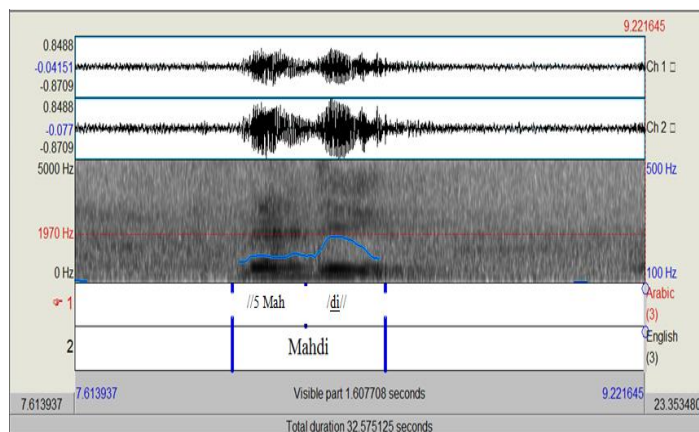 9.221645
0.8488
-0.04151
-0.8709
Ch 1
0.8488
-0.077
-0.8709
Ch 2
5000 Hz 500 Hz
1970 Hz
0 Hz 100 Hz
1 //5 Mah /di// Arabic (3)
2 Mahdi English (3)
7.613937 Visible part 1.607708 seconds 9.221645
7.613937 23.353480
Total duration 32.575125 seconds